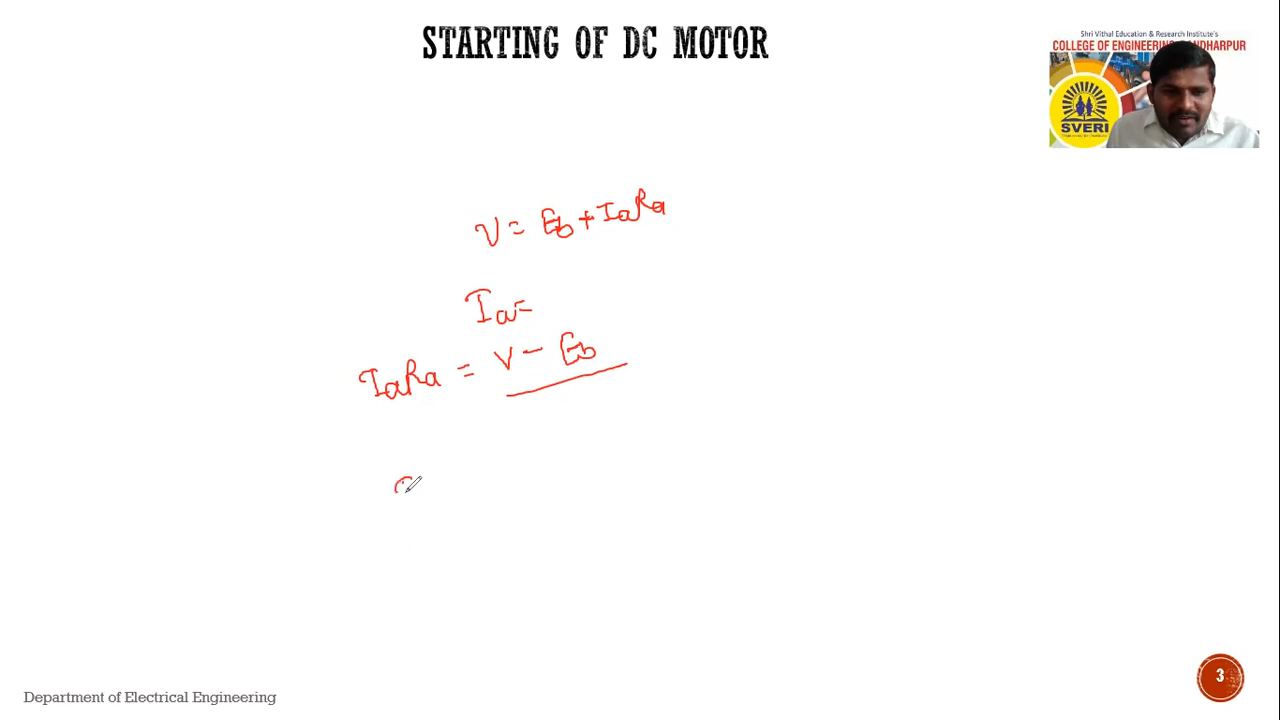 STARTING OF DC MOTOR
Shri Vithal Education & Research Institute's
COLLEGE OF ENGINEERING
SVERI
V = Eb + IaRa
Ia =
IaRa = V - Eb
3
Department of Electrical Engineering